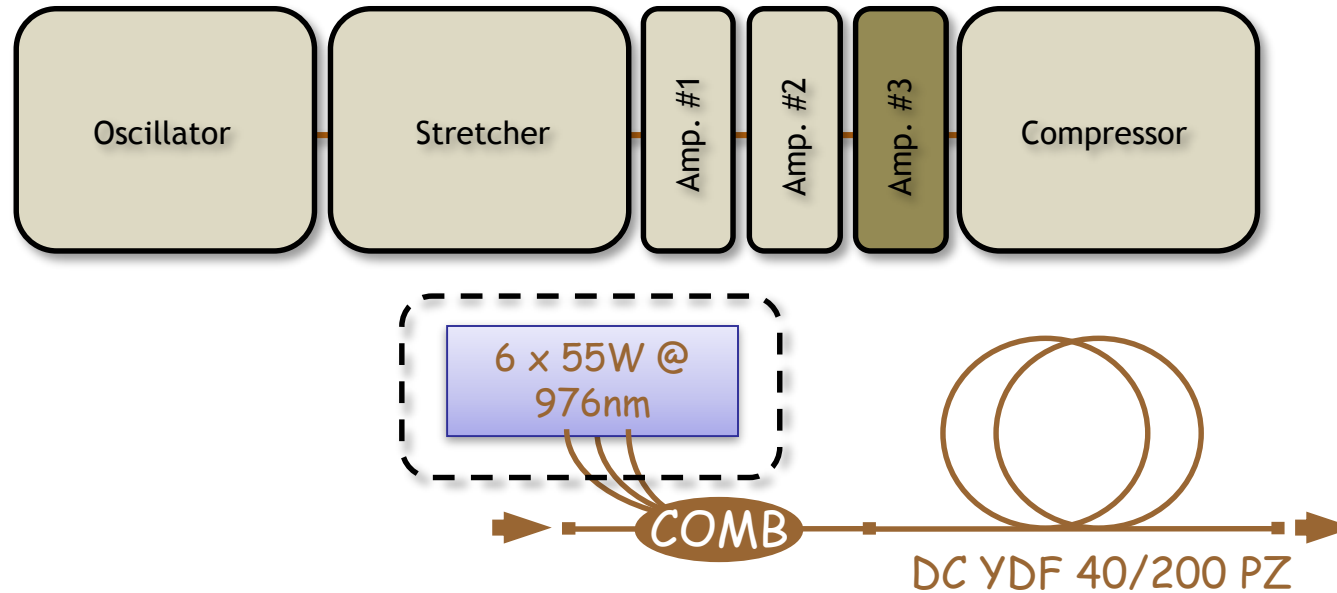 Oscillator
Stretcher
Amp. #1
Amp. #2
Amp. #3
Compressor
6 x 55W @
976nm
COMB
DC YDF 40/200 PZ